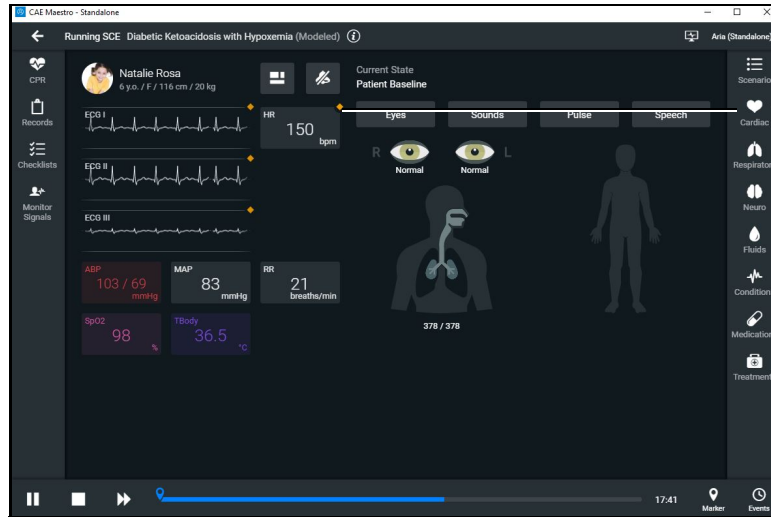 CAE Maestro - Standalone
Running SCE Diabetic Ketoacidosis with Hypoxemia (Modeled)
Aria (Standalone)
CPR
Records
Checklists
Monitor
Signals
Natalie Rosa
6 y.o. / F / 116 cm / 20 kg
Current State
Patient Baseline
ECG I
ECG II
ECG III
HR
150
bpm
ABP
103 / 69
mmHg
MAP
83
mmHg
RR
21
breaths/min
SpO2
98
%
TBody
36.5
°C
Eyes
Sounds
Pulse
Speech
R
L
Normal
Normal
378 / 378
Scenario
Cardiac
Respirator
Neuro
Fluids
Condition
Medication
Treatment
17:41
Marker
Events